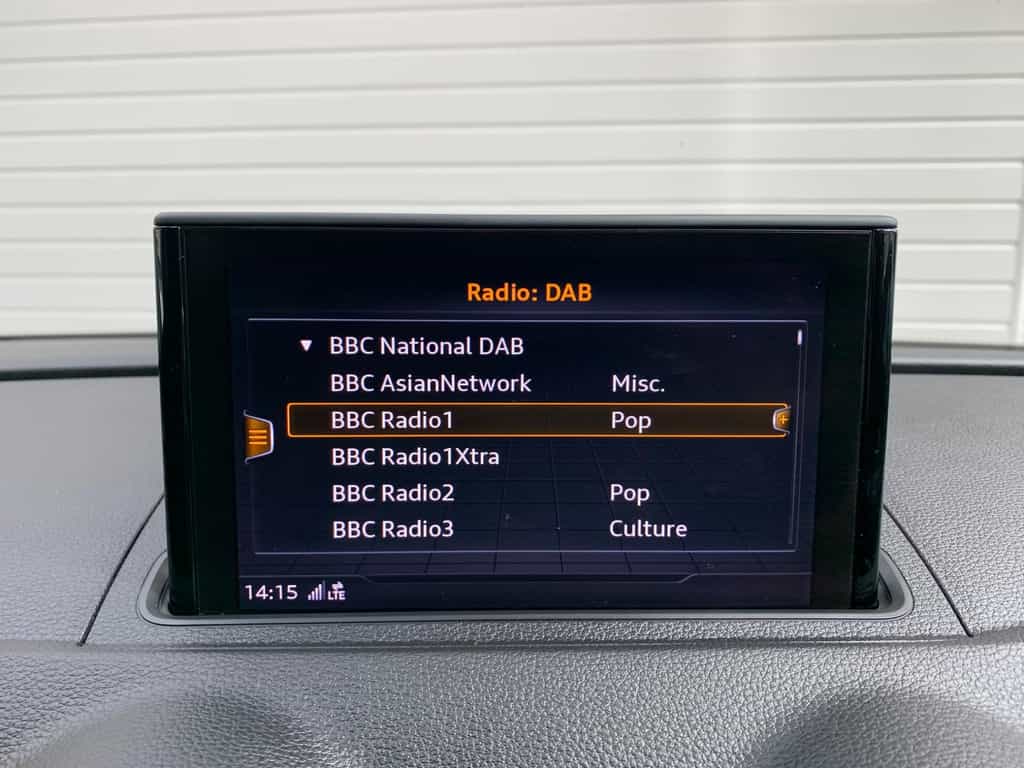 Radio: DAB
BBC National DAB
BBC AsianNetwork Misc.
BBC Radio1 Pop
BBC Radio1Xtra
BBC Radio2 Pop
BBC Radio3 Culture
14:15 LTE